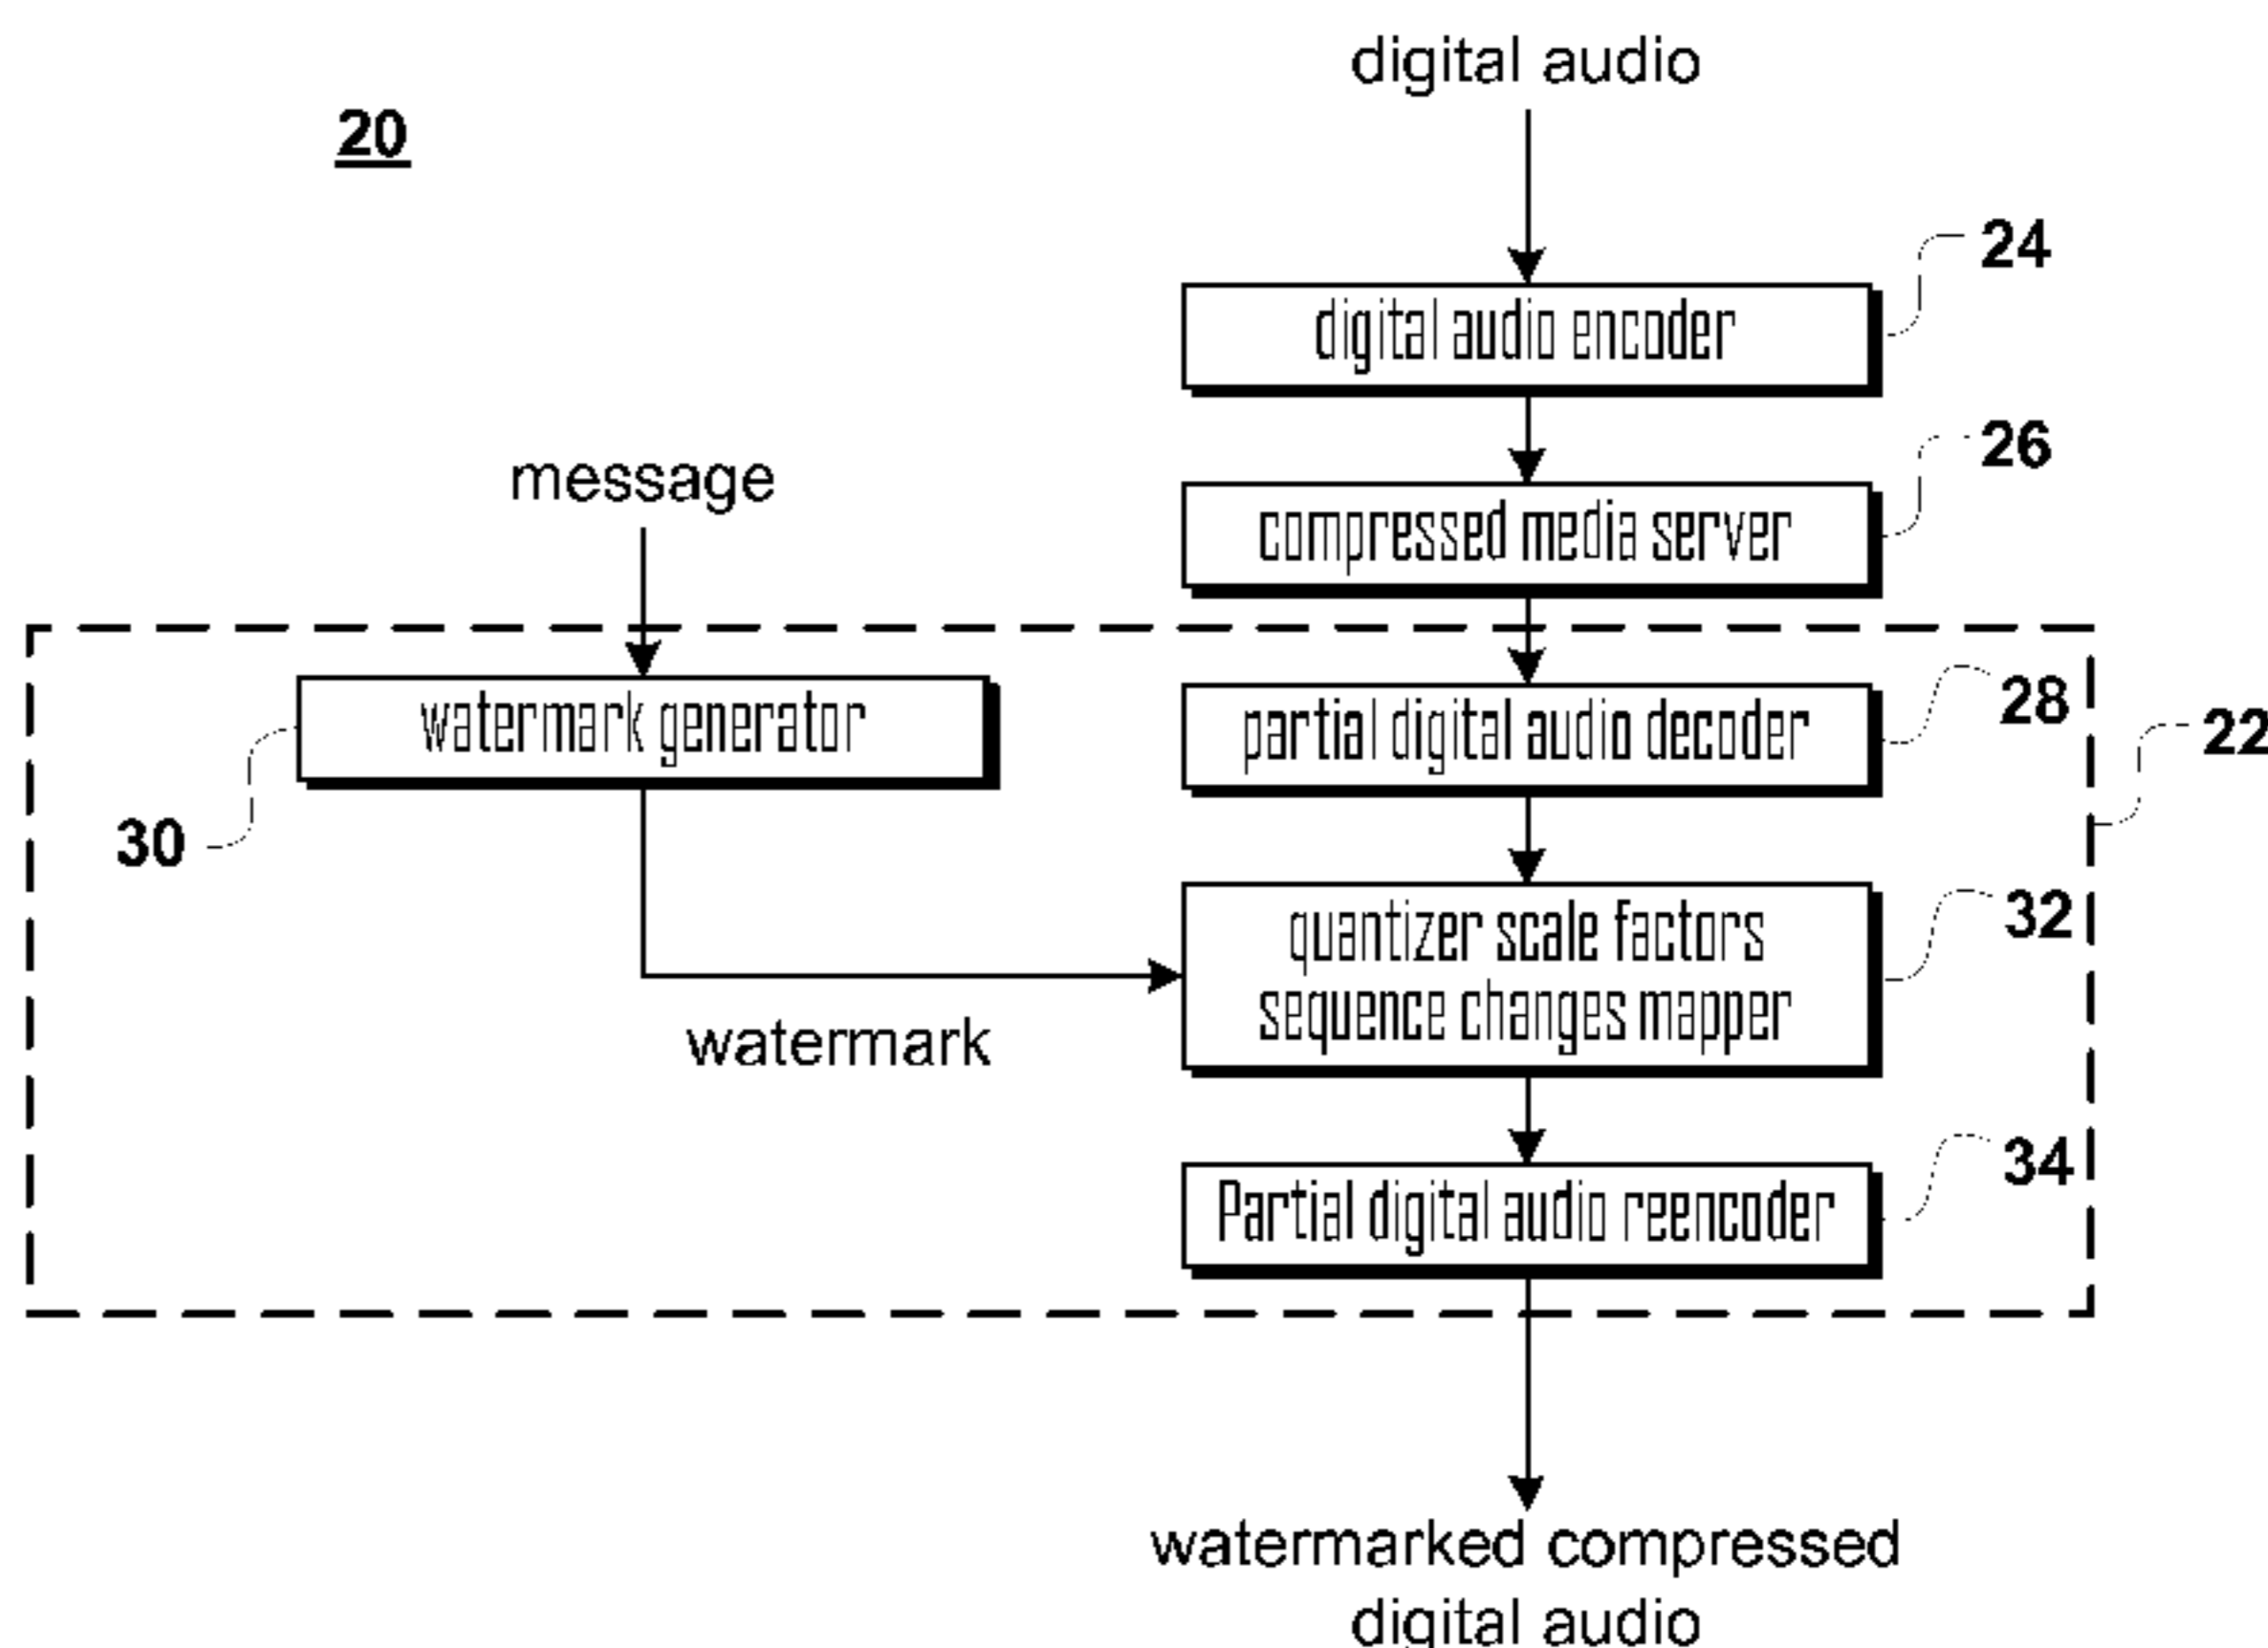 digital audio
20
24
digital audio encoder
26
message
compressed media server
watermark generator
partial digital audio decoder
28
22
30
quantizer scale factors
sequence changes mapper
32
watermark
34
Partial digital audio reencoder
watermarked compressed
digital audio